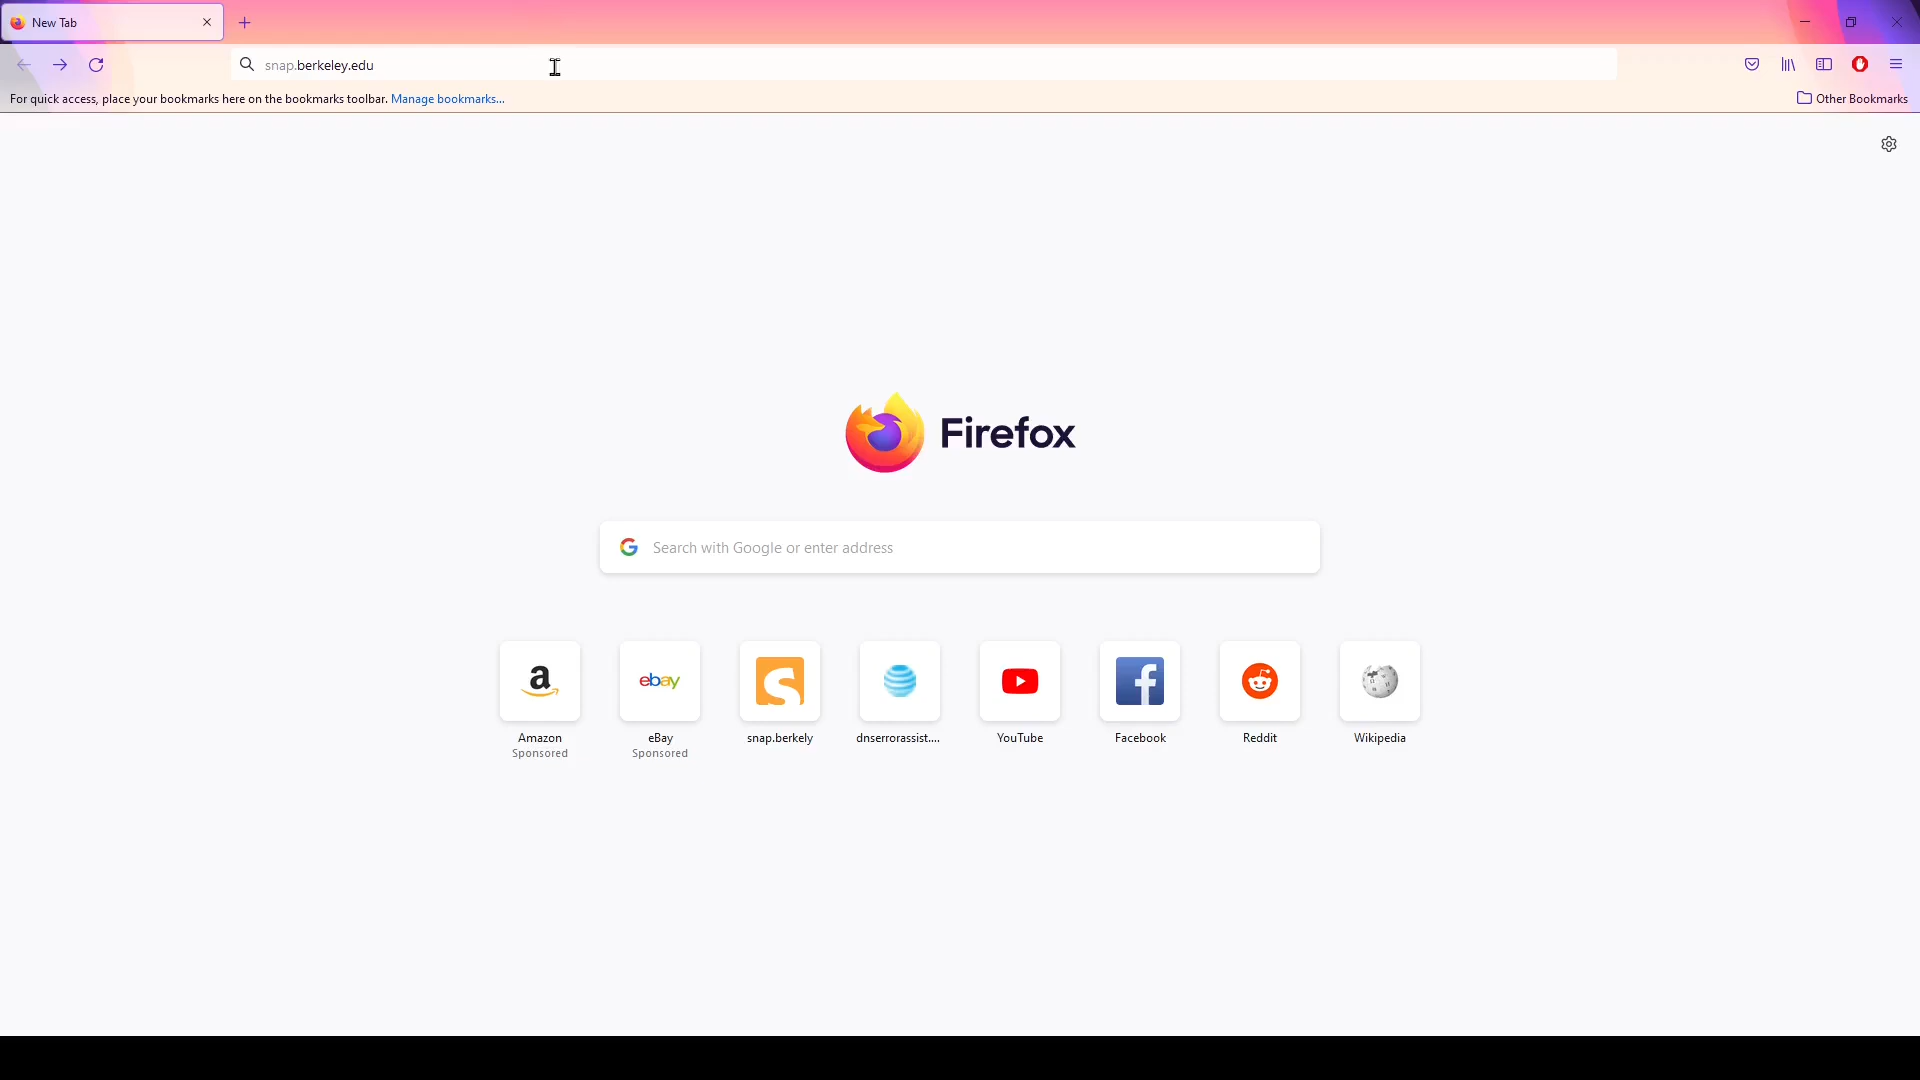 New Tab
snap.berkeley.edu
For quick access, place your bookmarks here on the bookmarks toolbar. Manage bookmarks...
Other Bookmarks
Firefox
Search with Google or enter address
a
ebay
Amazon
Sponsored
eBay
Sponsored
snap.berkely
dnserrorassist....
YouTube
Facebook
Reddit
Wikipedia